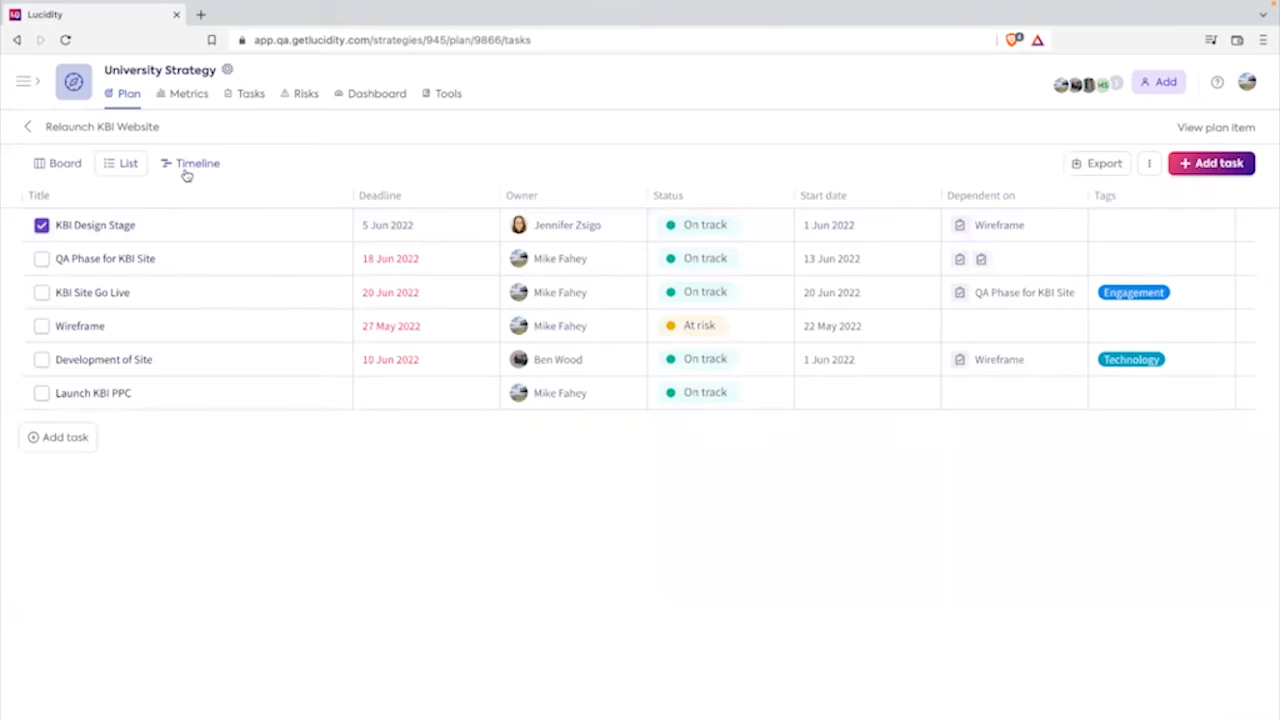 Lucidity
app.qa.getlucidity.com/strategies/945/plan/9866/tasks
University Strategy
Plan Metrics Tasks Risks Dashboard Tools
Add
Relaunch KBI Website
View plan item
Board List Timeline
Export
Add task
Title Deadline Owner Status Start date Dependent on Tags
KBI Design Stage 5 Jun 2022 Jennifer Zsigo On track 1 Jun 2022 Wireframe
QA Phase for KBI Site 18 Jun 2022 Mike Fahey On track 13 Jun 2022
KBI Site Go Live 20 Jun 2022 Mike Fahey On track 20 Jun 2022 QA Phase for KBI Site Engagement
Wireframe 27 May 2022 Mike Fahey At risk 22 May 2022
Development of Site 10 Jun 2022 Ben Wood On track 1 Jun 2022 Wireframe Technology
Launch KBI PPC Mike Fahey On track
Add task